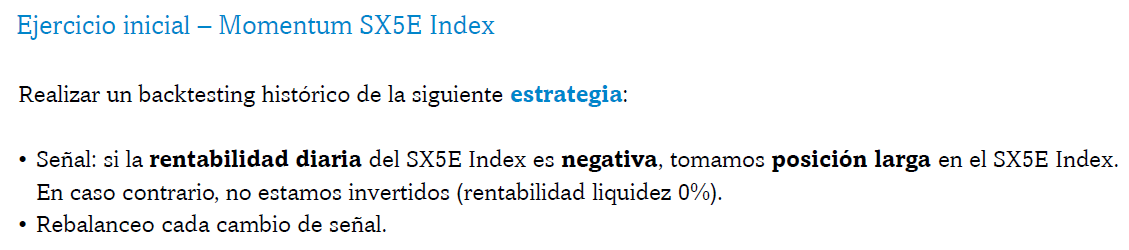 Ejercicio inicial – Momentum SX5E Index
Realizar un backtesting histórico de la siguiente estrategia:
• Señal: si la rentabilidad diaria del SX5E Index es negativa, tomamos posición larga en el SX5E Index.
En caso contrario, no estamos invertidos (rentabilidad liquidez 0%).
• Rebalanceo cada cambio de señal.